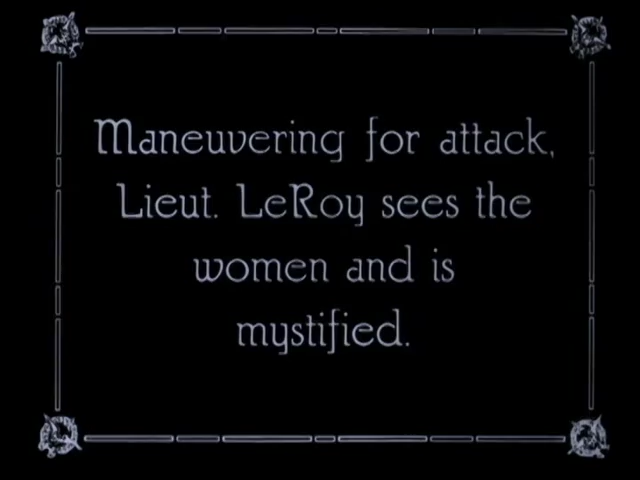 Maneuvering for attack,
Lieut. LeRoy sees the
women and is
mystified.